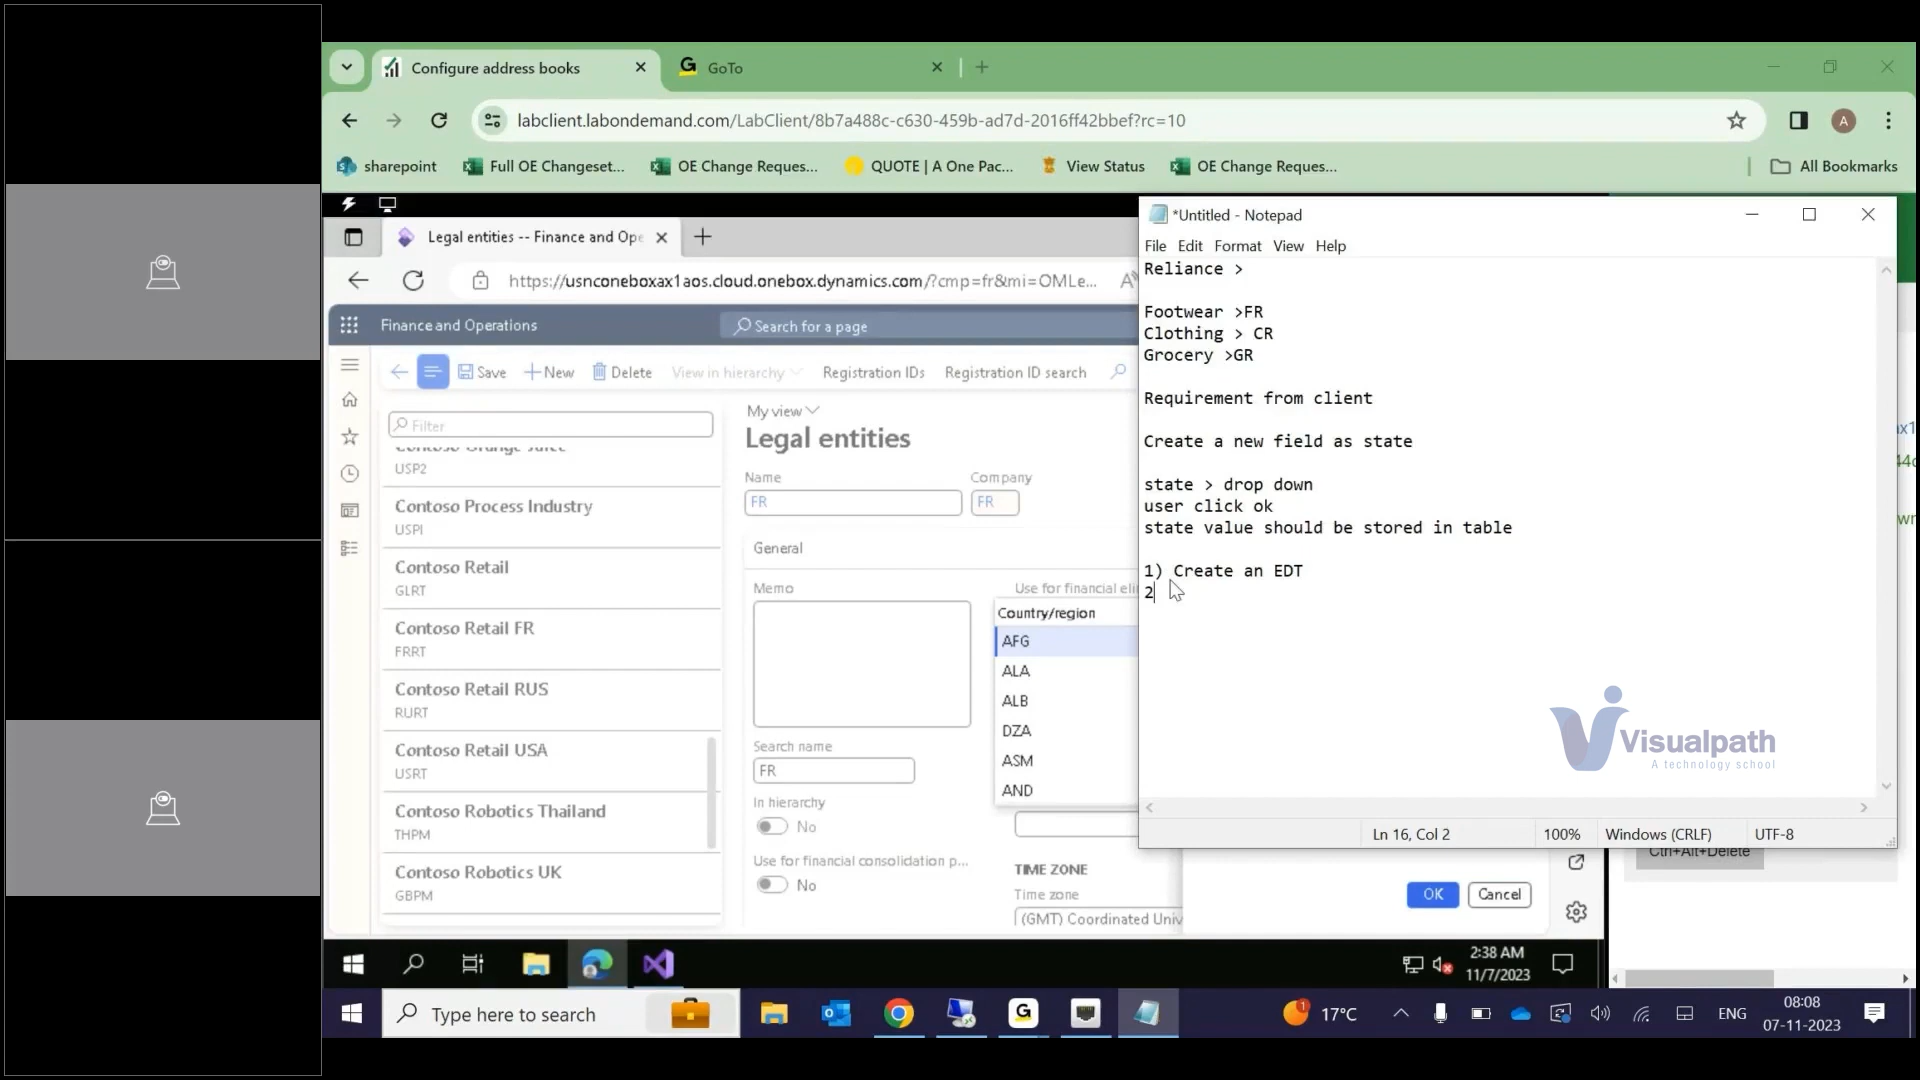 Configure address books
GoTo
labclient.labondemand.com/LabClient/8b7a488c-c630-459b-ad7d-2016ff42bbef?rc=10
A
sharepoint
Full OE Changeset...
OE Change Reques...
QUOTE | A One Pac...
View Status
OE Change Reques...
All Bookmarks
Legal entities -- Finance and Ope
https://usnconeboxax1aos.cloud.onebox.dynamics.com/?cmp=fr&mi=OMLe...
Finance and Operations
Search for a page
Save
New
Delete
View in hierarchy
Registration IDs
Registration ID search
Filter
USP2
Contoso Process Industry
USPI
Contoso Retail
GLRT
Contoso Retail FR
FRRT
Contoso Retail RUS
RURT
Contoso Retail USA
USRT
Contoso Robotics Thailand
THPM
Contoso Robotics UK
GBPM
My view
Legal entities
Name
Company
FR
FR
General
Memo
Use for financial eli
Search name
FR
In hierarchy
No
Use for financial consolidation p...
No
Country/region
AFG
ALA
ALB
DZA
ASM
AND
TIME ZONE
Time zone
(GMT) Coordinated Univ
OK
Cancel
*Untitled - Notepad
File Edit Format View Help
Reliance >
Footwear >FR
Clothing > CR
Grocery >GR
Requirement from client
Create a new field as state
state > drop down
user click ok
state value should be stored in table
1) Create an EDT
2
Visualpath
A technology school
Ln 16, Col 2
100%
Windows (CRLF)
UTF-8
Ctrl+Alt+Delete
2:38 AM
11/7/2023
Type here to search
17°C
ENG
08:08
07-11-2023